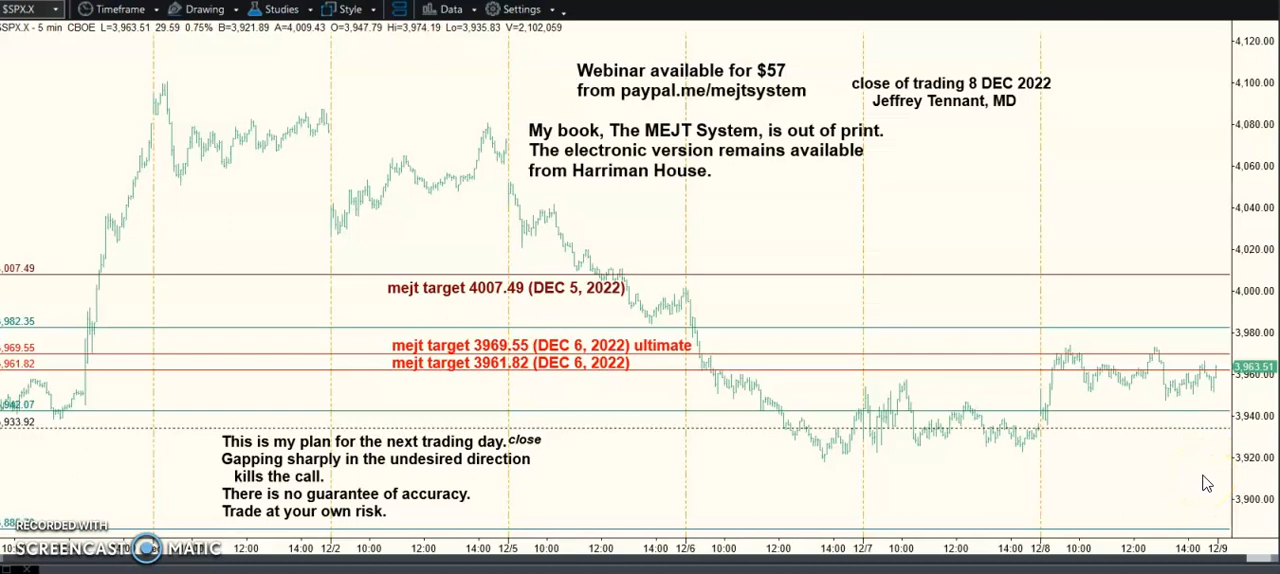 $SPX.X Timeframe Drawing Studies Style Data Settings
$SPX.X - 5 min CBOE L=3,963.51 29.59 0.75% B=3,921.89 A=4,009.43 O=3,947.79 Hi=3,974.19 Lo=3,935.83 V=2,102,059
4,120.00
Webinar available for $57
from paypal.me/mejtsystem
close of trading 8 DEC 2022
Jeffrey Tennant, MD
4,100.00
My book, The MEJT System, is out of print.
The electronic version remains available
from Harriman House.
4,080.00
4,060.00
4,040.00
4,020.00
,007.49
mejt target 4007.49 (DEC 5, 2022)
4,000.00
,982.35
3,980.00
,969.55
mejt target 3969.55 (DEC 6, 2022) ultimate
,961.82
mejt target 3961.82 (DEC 6, 2022)
3,963.51
3,960.00
,942.07
3,940.00
,933.92
This is my plan for the next trading day. close
Gapping sharply in the undesired direction
kills the call.
There is no guarantee of accuracy.
Trade at your own risk.
3,920.00
3,900.00
RECORDED WITH
SCREENCAST MATIC
12:00 14:00 12/2 10:00 12:00 14:00 12/5 10:00 12:00 14:00 12/6 10:00 12:00 14:00 12/7 10:00 12:00 14:00 12/8 10:00 12:00 14:00 12/9